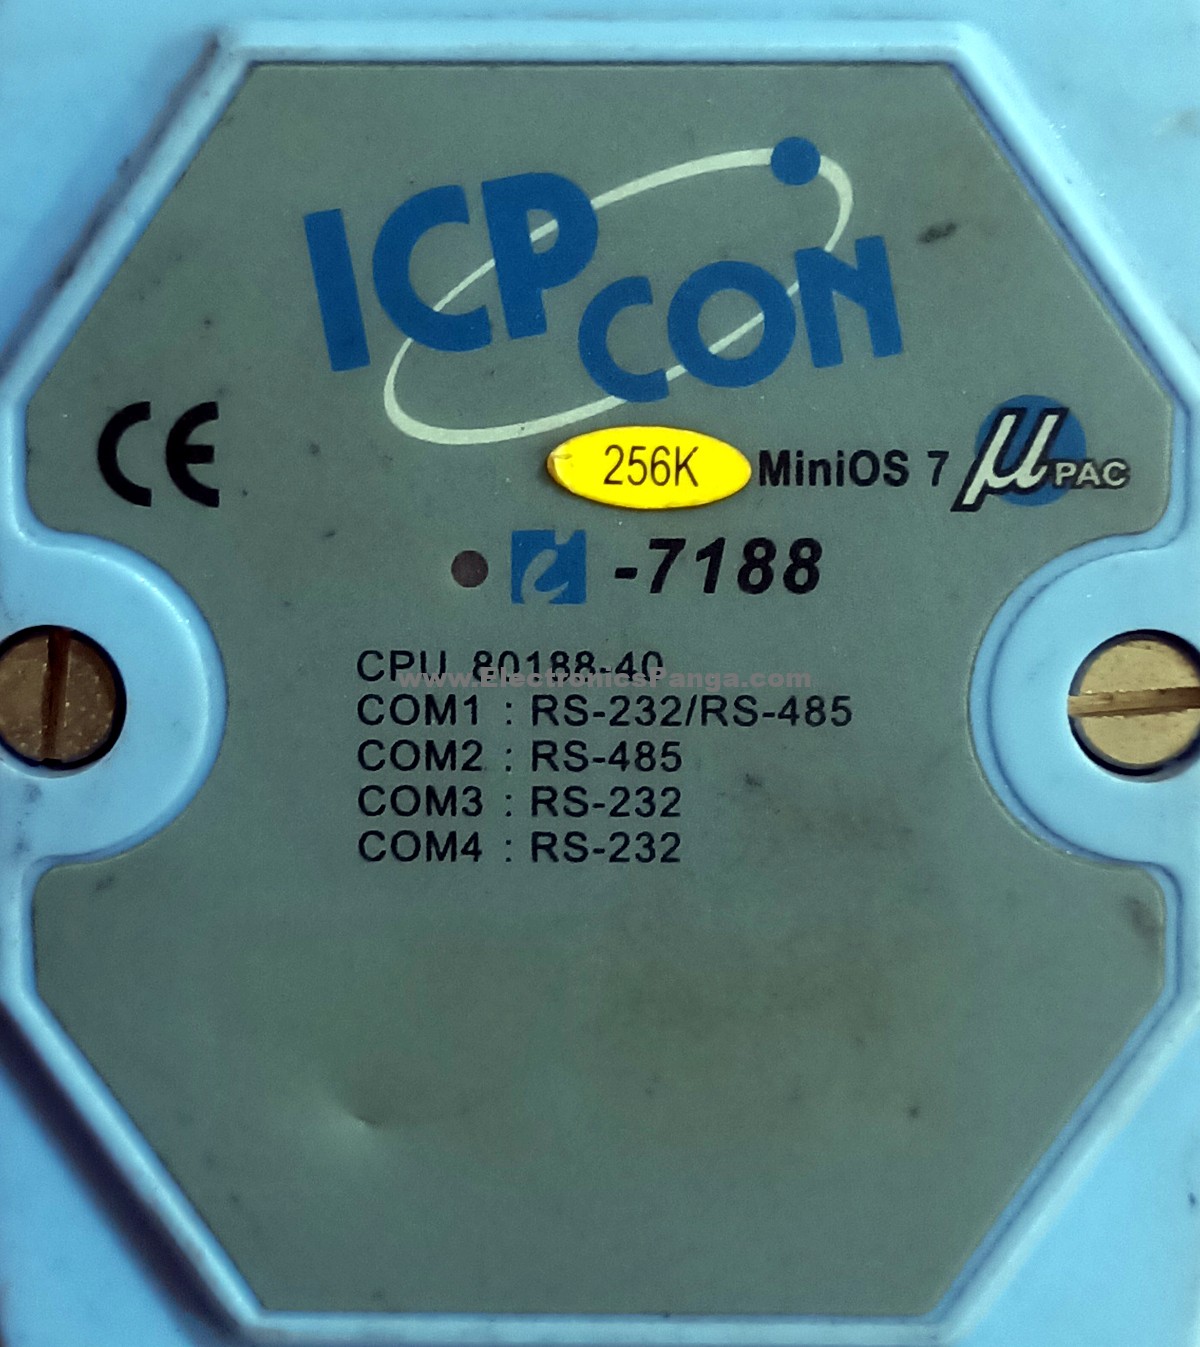 ICP CON
CE
256K MiniOS 7 µPAC
i-7188
CPU 80188-40
www.ElectronicsPanga.com
COM1 : RS-232/RS-485
COM2 : RS-485
COM3 : RS-232
COM4 : RS-232